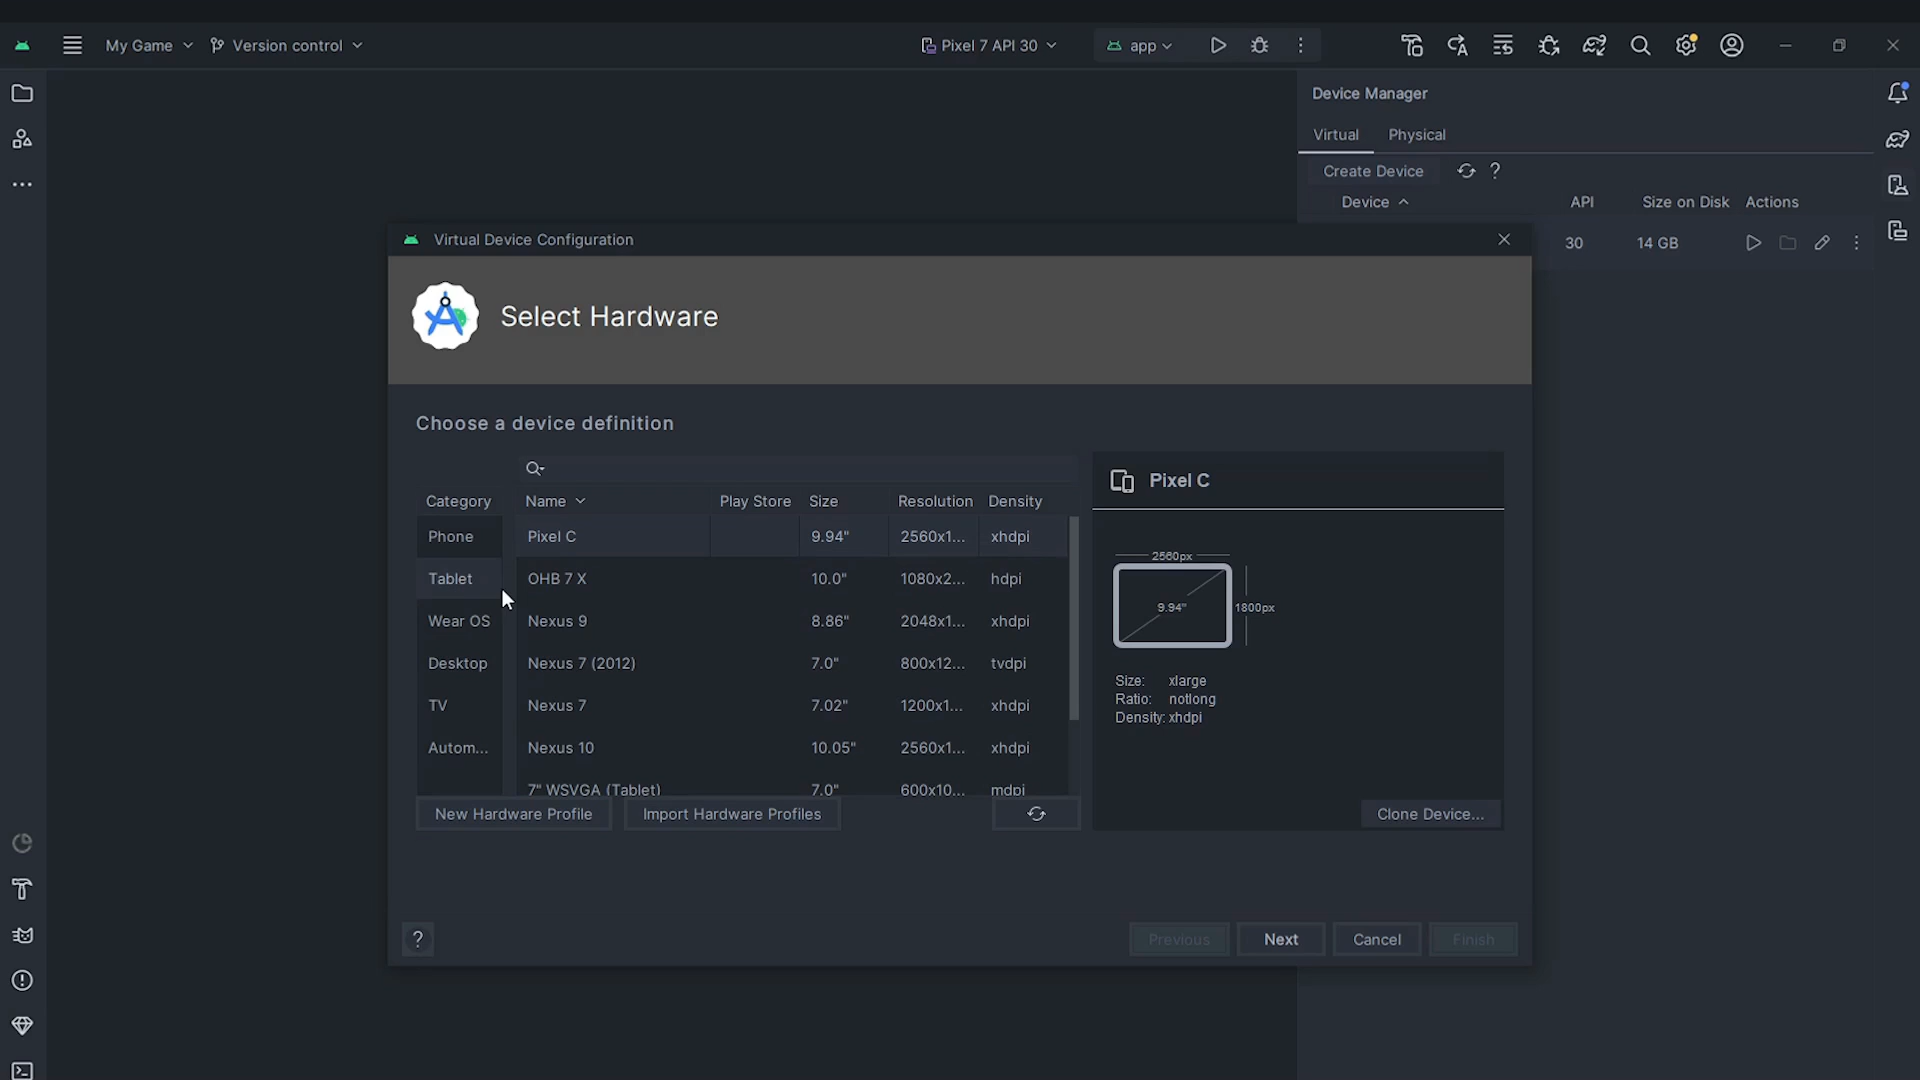 My Game Version control Pixel 7 API 30 app
Device Manager
Virtual Physical
Create Device ?
Device API Size on Disk Actions
30 14 GB
Virtual Device Configuration
Select Hardware
Choose a device definition
Category Name Play Store Size Resolution Density
Phone Pixel C 9.94" 2560x1... xhdpi
Tablet OHB 7 X 10.0" 1080x2... hdpi
Wear OS Nexus 9 8.86" 2048x1... xhdpi
Desktop Nexus 7 (2012) 7.0" 800x12... tvdpi
TV Nexus 7 7.02" 1200x1... xhdpi
Autom... Nexus 10 10.05" 2560x1... xhdpi
7" WSVGA (Tablet) 7.0" 600x10... mdpi
New Hardware Profile Import Hardware Profiles
Pixel C
2560px
9.94" 1800px
Size: xlarge
Ratio: notlong
Density: xhdpi
Clone Device...
? Previous Next Cancel Finish